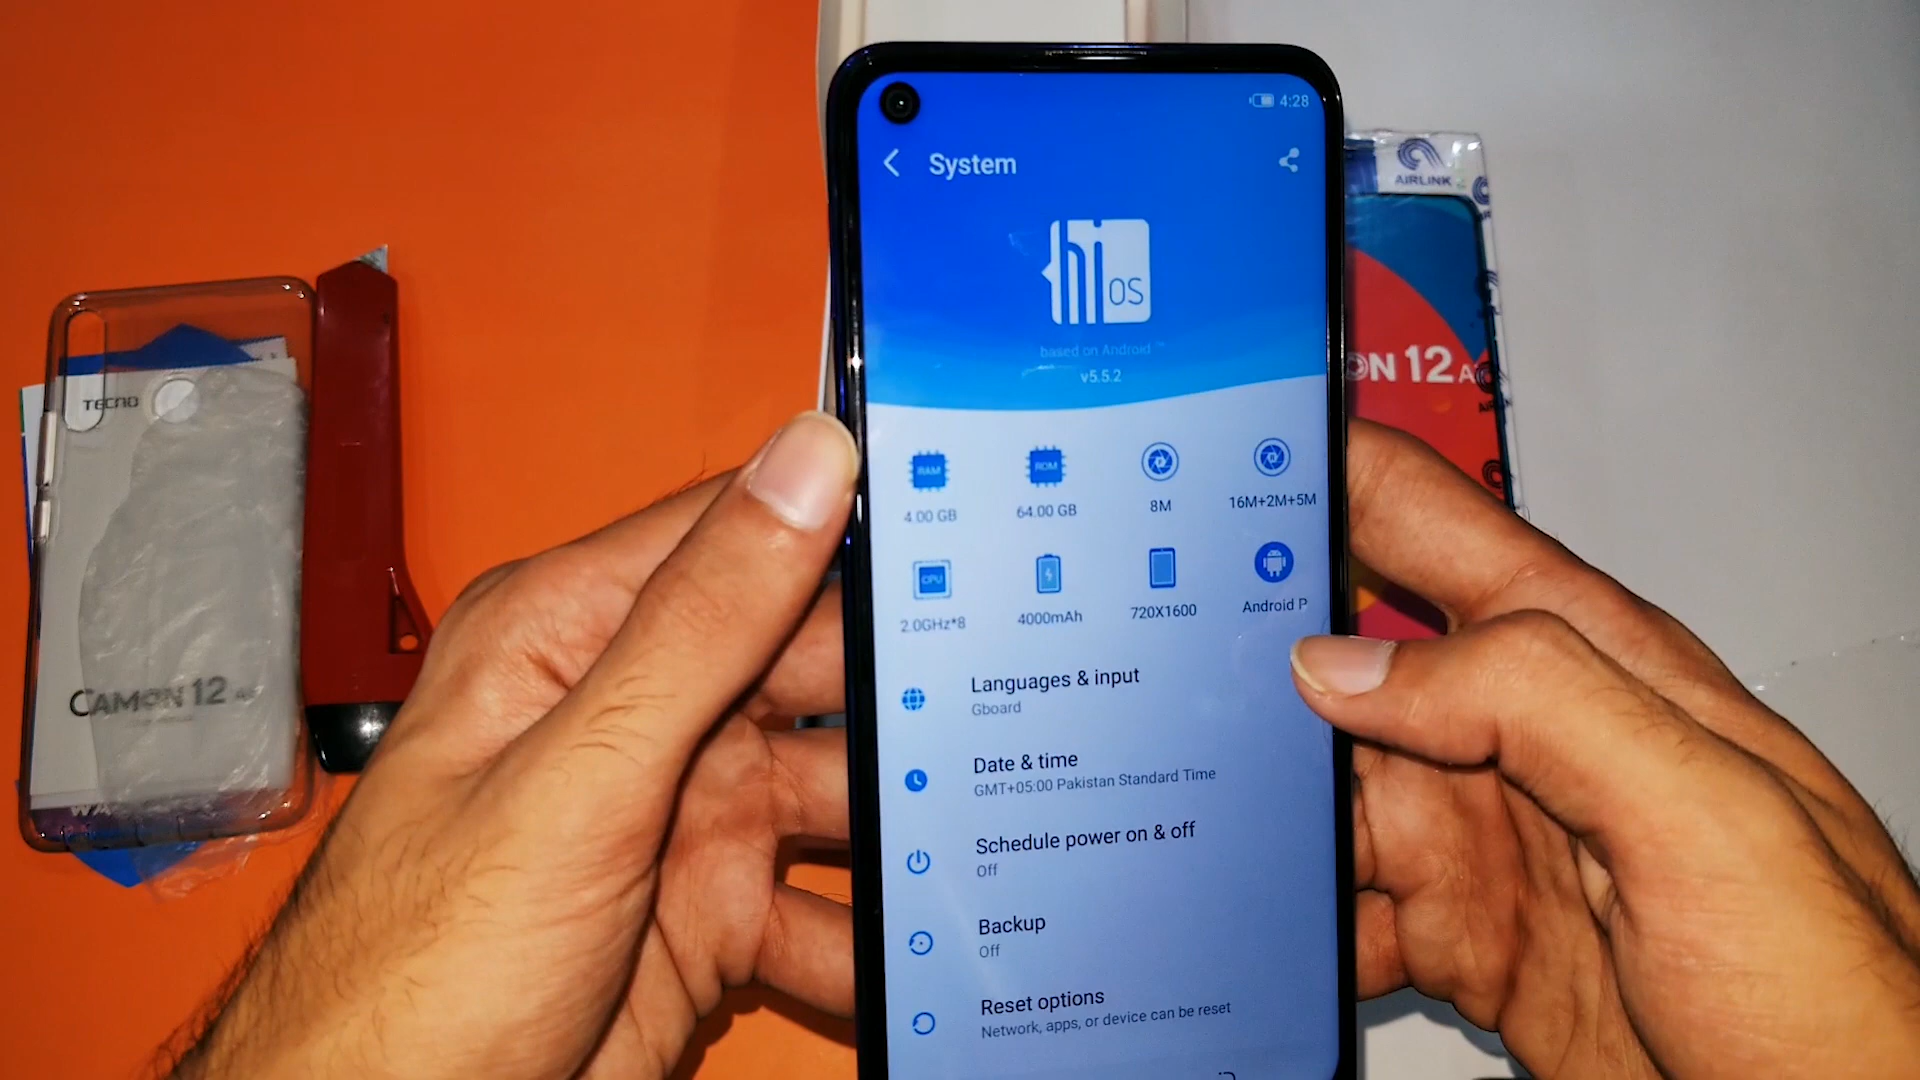 4:28
System
hiOS
based on Android™
v5.5.2
RAM
ROM
4.00 GB
64.00 GB
8M
16M+2M+5M
CPU
2.0GHz*8
4000mAh
720X1600
Android P
Languages & input
Gboard
Date & time
GMT+05:00 Pakistan Standard Time
Schedule power on & off
Off
Backup
Off
Reset options
Network, apps, or device can be reset
TECNO
CAMON 12
AIRLINK
ON 12 A